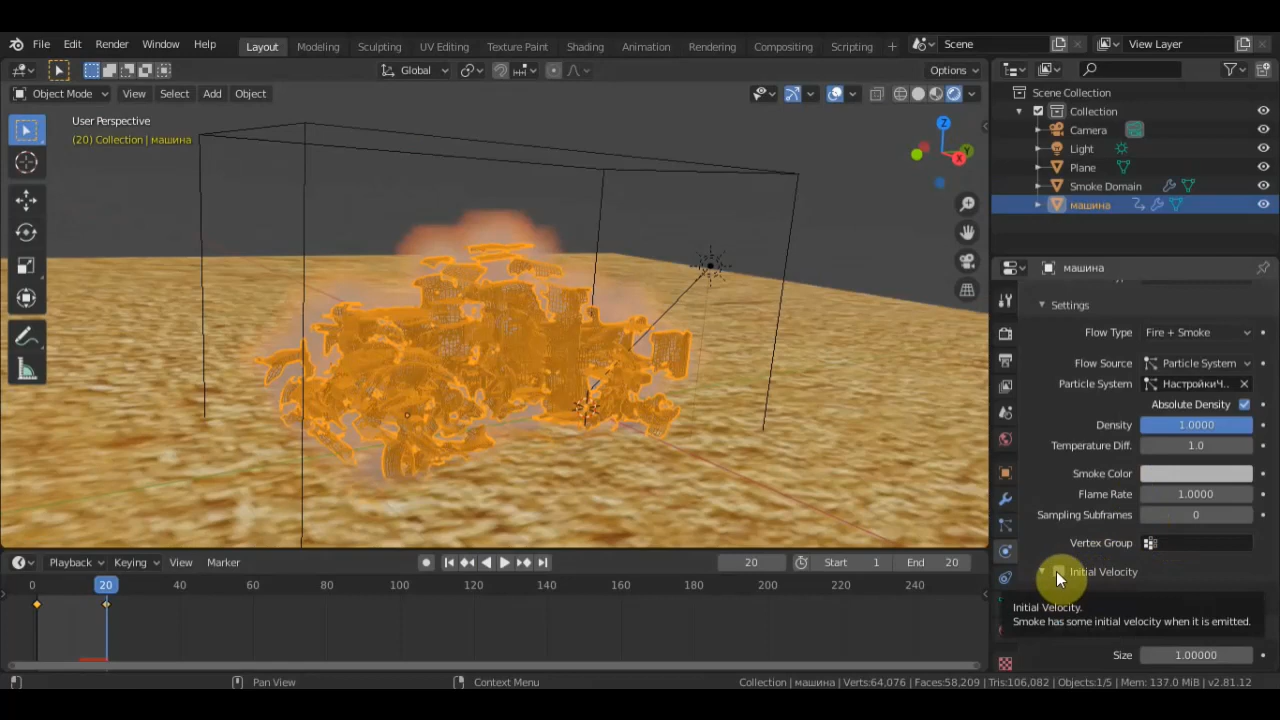 File Edit Render Window Help
Layout Modeling Sculpting UV Editing Texture Paint Shading Animation Rendering Compositing Scripting
Scene
View Layer
Global
Options
Object Mode View Select Add Object
User Perspective
(20) Collection | машина
Z
Y
X
Scene Collection
Collection
Camera
Light
Plane
Smoke Domain
машина
машина
Settings
Flow Type Fire + Smoke
Flow Source Particle System
Particle System НастройкиЧ..
Absolute Density
Density 1.0000
Temperature Diff. 1.0
Smoke Color
Flame Rate 1.0000
Sampling Subframes 0
Vertex Group
Initial Velocity
Initial Velocity.
Smoke has some initial velocity when it is emitted.
Size 1.00000
Playback Keying View Marker
20
Start 1
End 20
0 20 40 60 80 100 120 140 160 180 200 220 240
Pan View
Context Menu
Collection | машина | Verts:64,076 | Faces:58,209 | Tris:106,082 | Objects:1/5 | Mem: 137.0 MiB | v2.81.12